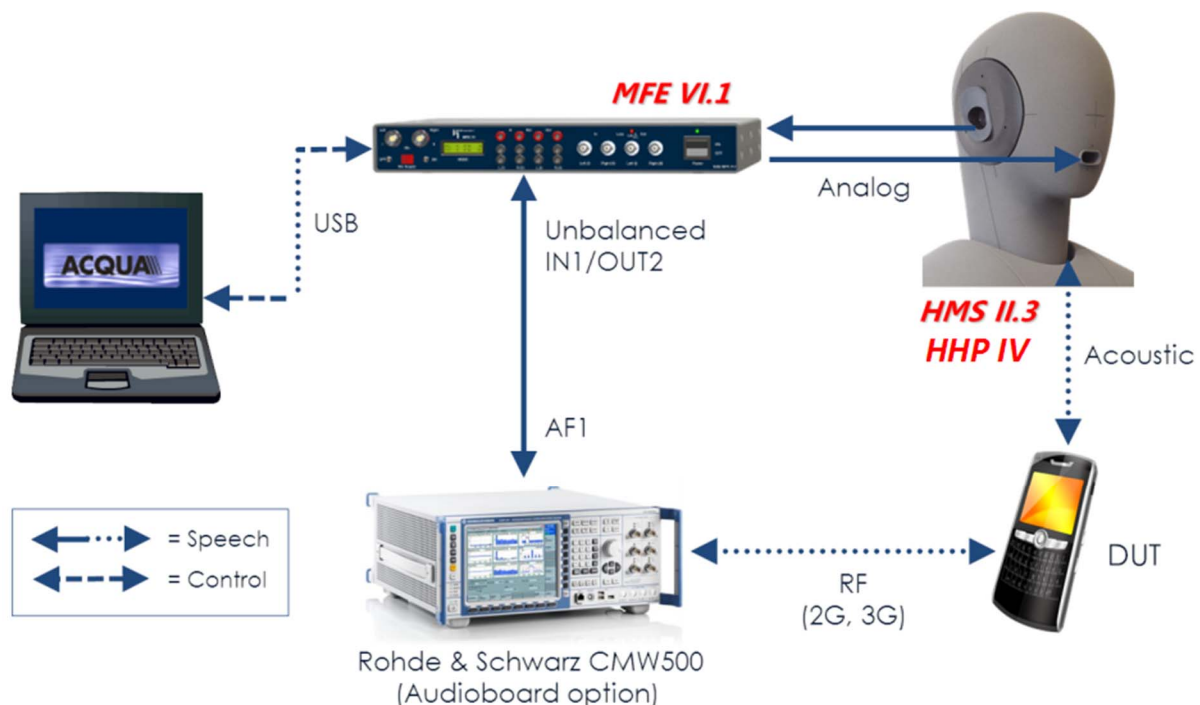 MFE VI.1
Analog
USB
Unbalanced
IN1/OUT2
ACQUA
HMS II.3
HHP IV
Acoustic
AF1
= Speech
= Control
RF
(2G, 3G)
DUT
Rohde & Schwarz CMW500
(Audioboard option)